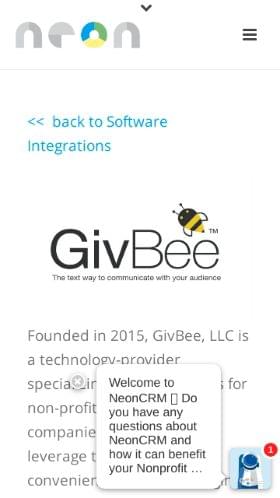 neon
<< back to Software
Integrations
GivBee™
The text way to communicate with your audience
Founded in 2015, GivBee, LLC is
a technology-provider
for
non-profit
companie
leverage t
convenien
Welcome to
NeonCRM Do
you have any
questions about
NeonCRM and
how it can benefit
your Nonprofit ...
1